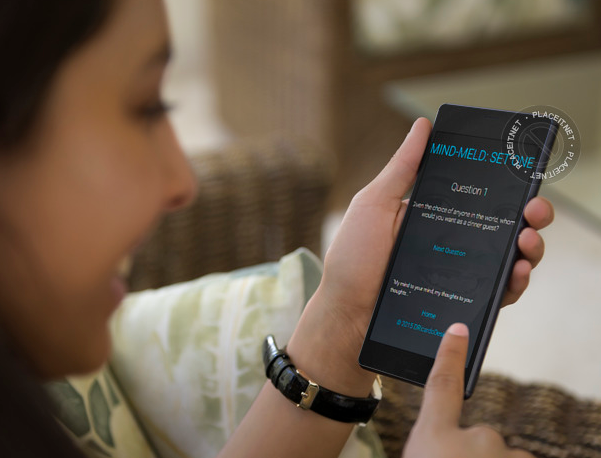 PLACEIT.NET PLACEIT.NET PLACEIT.NET
MIND-MELD: SET ONE
Question 1
Given the choice of anyone in the world, whom
would you want as a dinner guest?
Next Question
"My mind to your mind, my thoughts to your
thoughts."
Home
© 2015